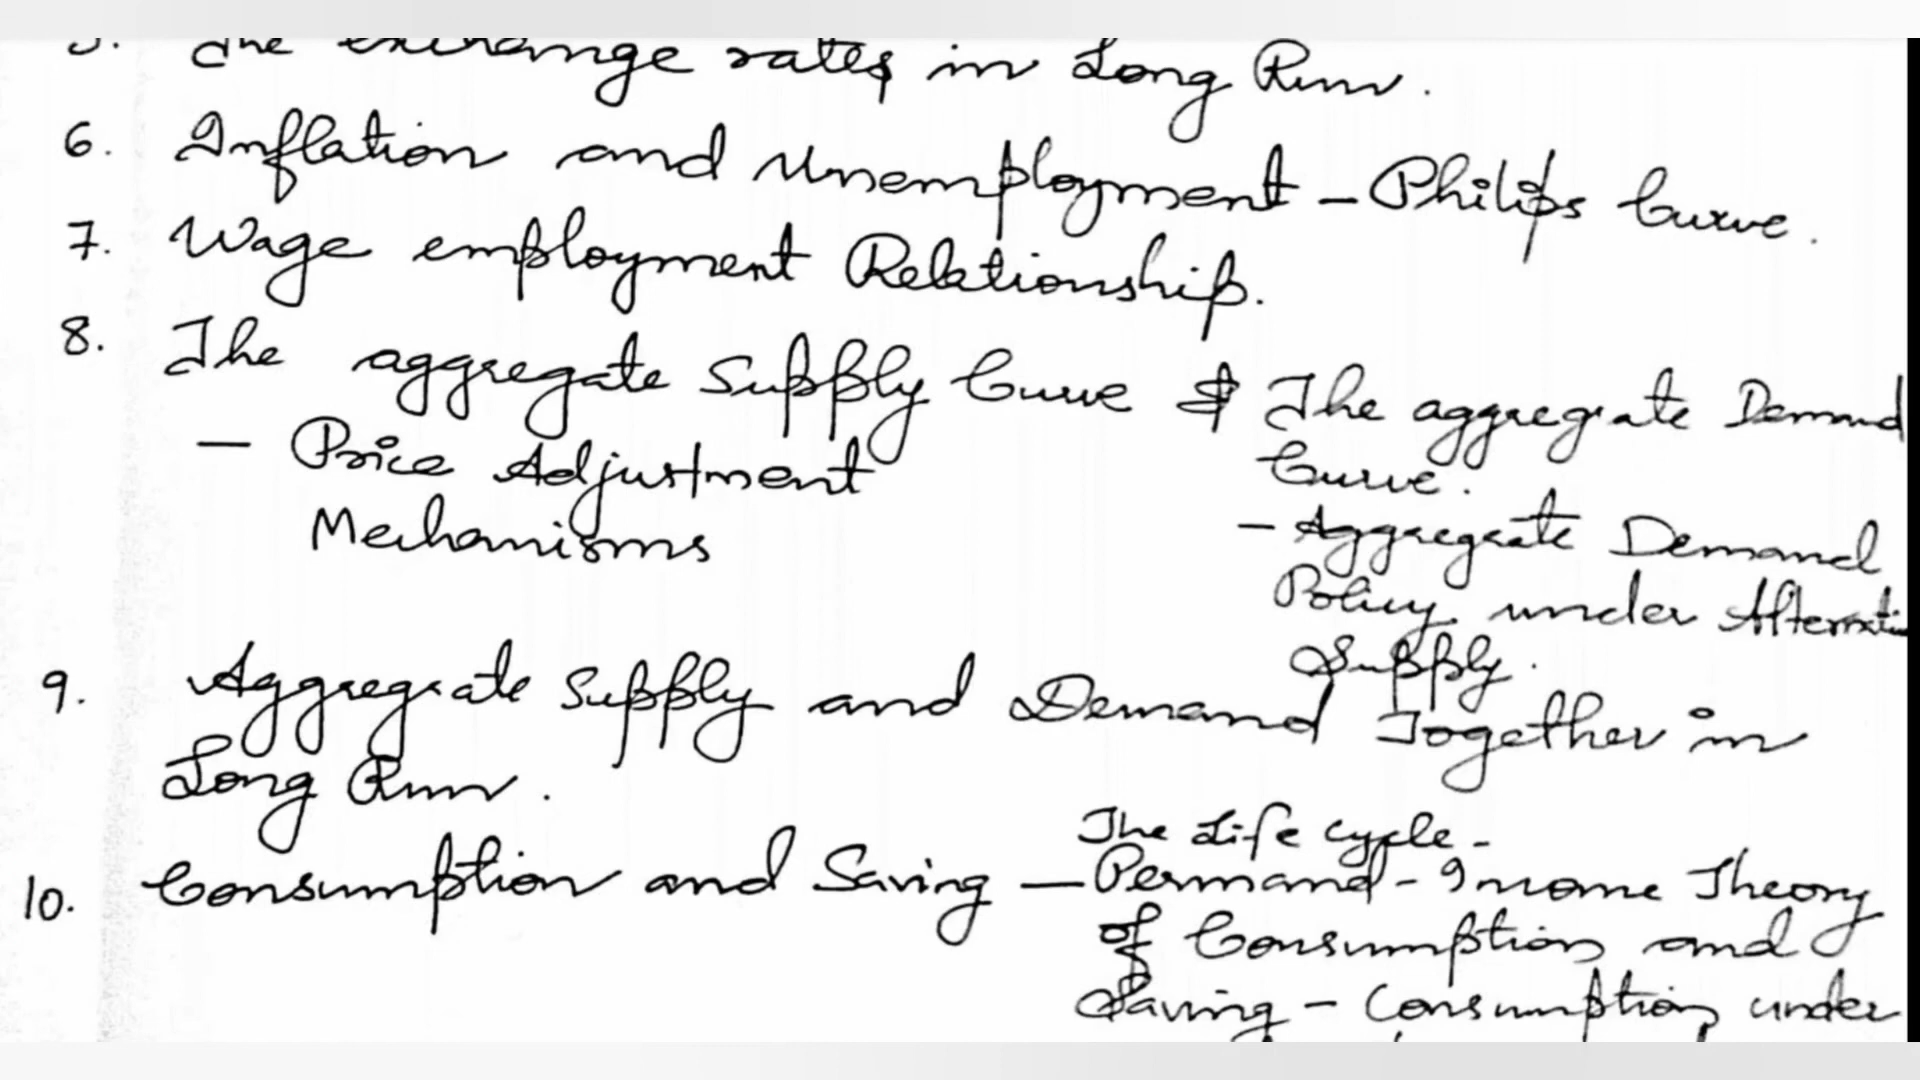 5. The exchange rates in Long Run.
6. Inflation and Unemployment - Philips Curve.
7. Wage employment Relationship.
8. The aggregate Supply Curve & The aggregate Demand
Curve.
- Price Adjustment
Mechanisms
- Aggregate Demand
Policy under Alternati
Supply.
9. Aggregate Supply and Demand Together in
Long Run.
10. Consumption and Saving - The Life cycle -
Permand - Income Theory
of Consumption and
Saving - Consumption under